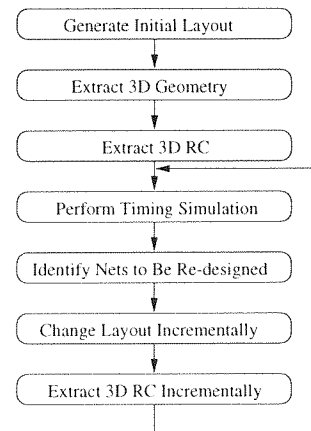 Generate Initial Layout
Extract 3D Geometry
Extract 3D RC
Perform Timing Simulation
Identify Nets to Be Re-designed
Change Layout Incrementally
Extract 3D RC Incrementally